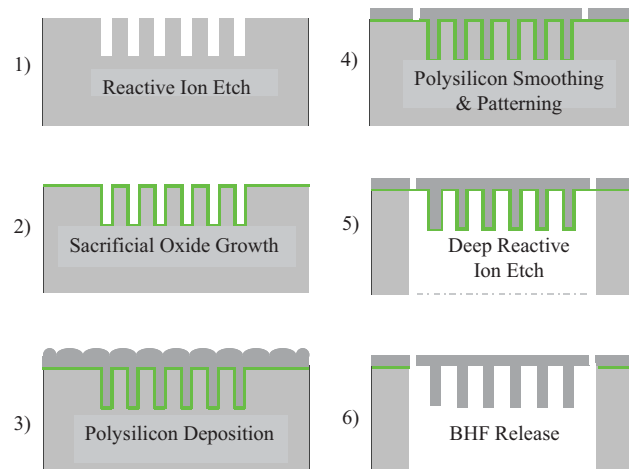 1)
Reactive Ion Etch
2)
Sacrificial Oxide Growth
3)
Polysilicon Deposition
4)
Polysilicon Smoothing
& Patterning
5)
Deep Reactive
Ion Etch
6)
BHF Release